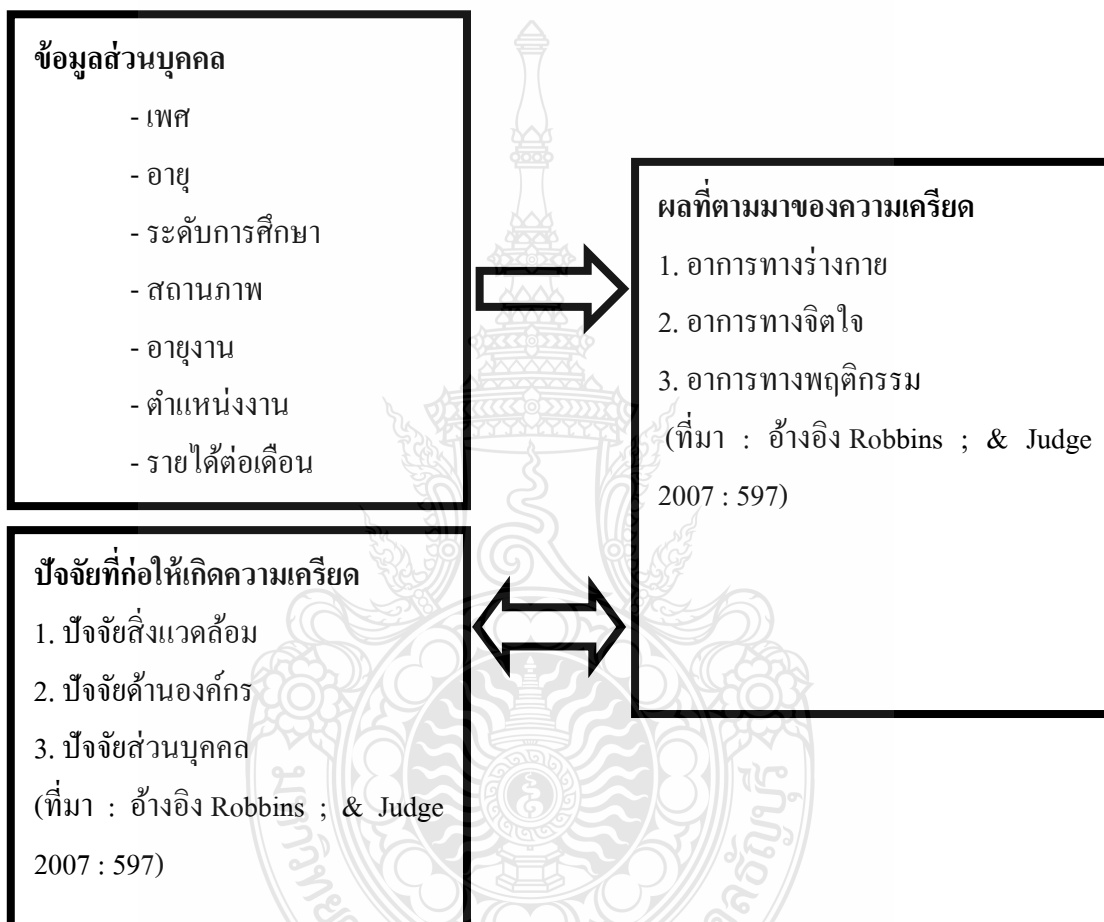 ข้อมูลส่วนบุคคล
- เพศ
- อายุ
- ระดับการศึกษา
- สถานภาพ
- อายุงาน
- ตำแหน่งงาน
- รายได้ต่อเดือน
ผลที่ตามมาของความเครียด
1. อาการทางร่างกาย
2. อาการทางจิตใจ
3. อาการทางพฤติกรรม
(ที่มา : อ้างอิง Robbins ; & Judge
2007 : 597)
ปัจจัยที่ก่อให้เกิดความเครียด
1. ปัจจัยสิ่งแวดล้อม
2. ปัจจัยด้านองค์กร
3. ปัจจัยส่วนบุคคล
(ที่มา : อ้างอิง Robbins ; & Judge
2007 : 597)